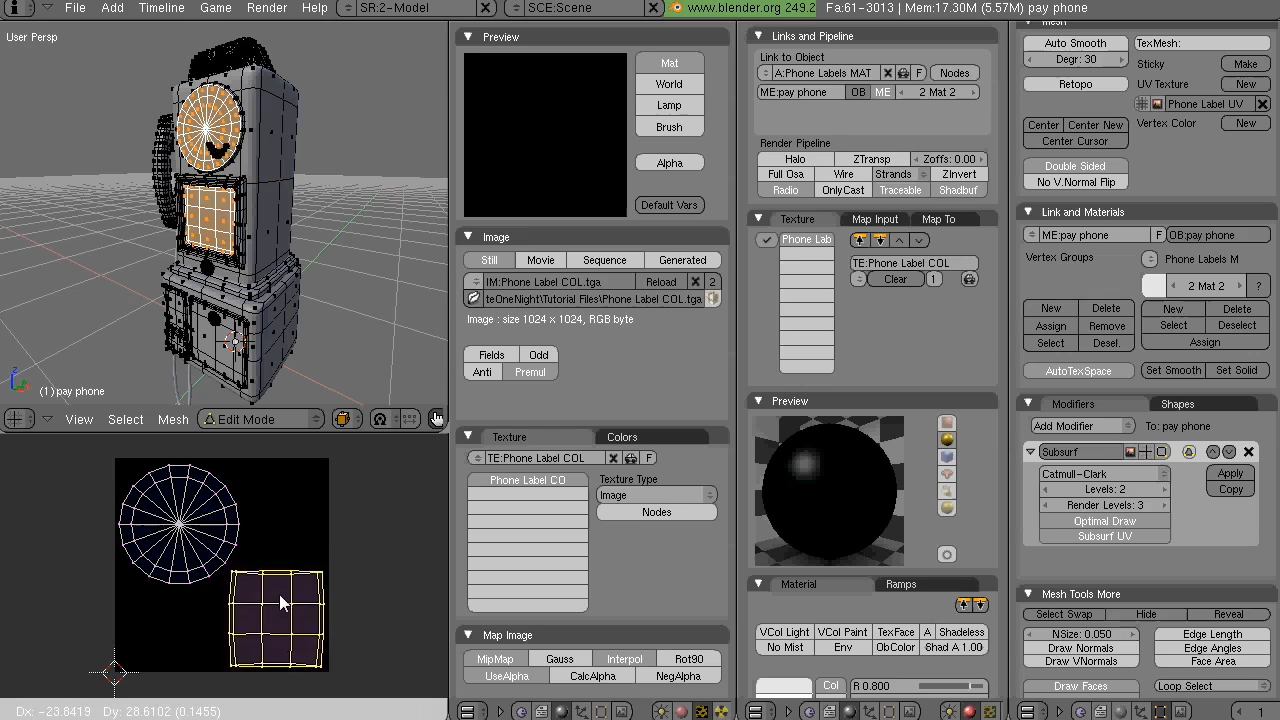 File Add Timeline Game Render Help SR:2-Model SCE:Scene www.blender.org 249.2 Fa:61-3013 | Mem:17.30M (5.57M) pay phone
User Persp
(1) pay phone
View Select Mesh Edit Mode
Dx: -23.8419 Dy: 28.6102 (0.1455)
Preview
Mat
World
Lamp
Brush
Alpha
Default Vars
Image
Still Movie Sequence Generated
IM:Phone Label COL.tga Reload 2
teOneNight\Tutorial Files\Phone Label COL.tga
Image : size 1024 x 1024, RGB byte
Fields Odd
Anti Premul
Texture Colors
TE:Phone Label COL F
Phone Label CO
Texture Type
Image
Nodes
Map Image
MipMap Gauss Interpol Rot90
UseAlpha CalcAlpha NegAlpha
Links and Pipeline
Link to Object
A:Phone Labels MAT F Nodes
ME:pay phone OB ME 2 Mat 2
Render Pipeline
Halo ZTransp Zoffs: 0.00
Full Osa Wire Strands ZInvert
Radio OnlyCast Traceable Shadbuf
Texture Map Input Map To
Phone Lab
TE:Phone Label COL
Clear 1
Preview
Material Ramps
VCol Light VCol Paint TexFace A Shadeless
No Mist Env ObColor Shad A 1.00
Col R 0.800
Mesh
Auto Smooth
Degr: 30
Retopo
Center Center New
Center Cursor
Double Sided
No V.Normal Flip
TexMesh:
Sticky Make
UV Texture New
Phone Label UV
Vertex Color New
Link and Materials
ME:pay phone F OB:pay phone
Vertex Groups
Phone Labels M
2 Mat 2 ?
New Delete New Delete
Assign Remove Select Deselect
Select Desel. Assign
AutoTexSpace Set Smooth Set Solid
Modifiers Shapes
Add Modifier To: pay phone
Subsurf
Catmull-Clark
Levels: 2
Render Levels: 3
Optimal Draw
Subsurf UV
Apply
Copy
Mesh Tools More
Select Swap Hide Reveal
NSize: 0.050
Draw Normals
Draw VNormals
Edge Length
Edge Angles
Face Area
Draw Faces Loop Select
1